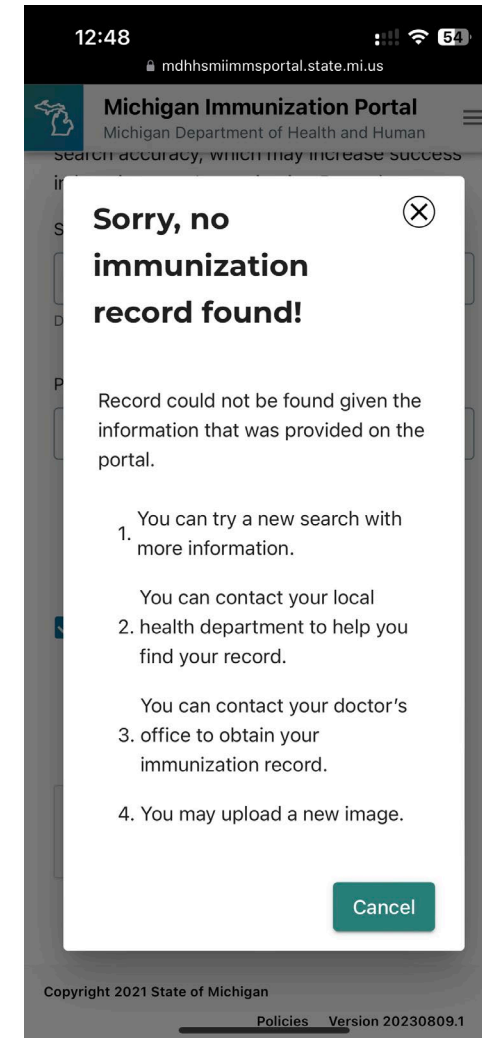 12:48
54
mdhhsmiimmsportal.state.mi.us
Michigan Immunization Portal
Michigan Department of Health and Human
search accuracy, which may increase success
Sorry, no
immunization
record found!
Record could not be found given the
information that was provided on the
portal.
1. You can try a new search with
more information.
You can contact your local
2. health department to help you
find your record.
You can contact your doctor’s
3. office to obtain your
immunization record.
4. You may upload a new image.
Cancel
Copyright 2021 State of Michigan
Policies Version 20230809.1